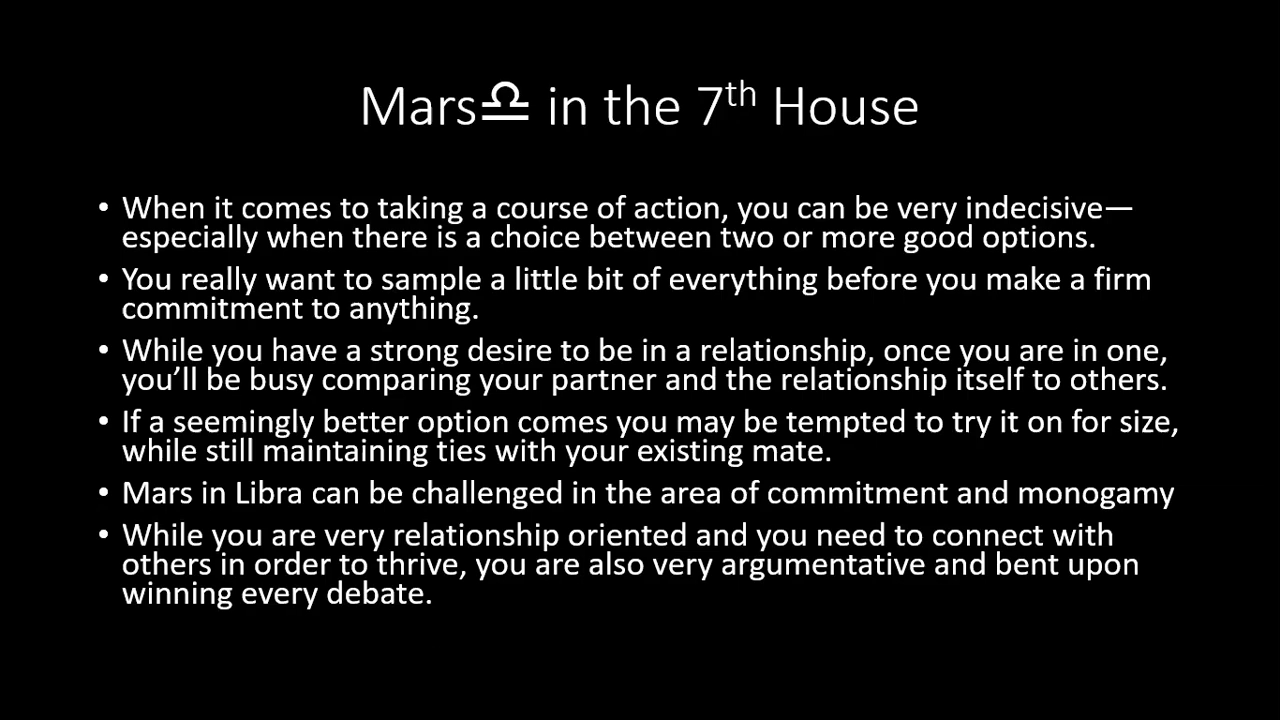 Mars♎ in the 7th House
• When it comes to taking a course of action, you can be very indecisive—
especially when there is a choice between two or more good options.
• You really want to sample a little bit of everything before you make a firm
commitment to anything.
• While you have a strong desire to be in a relationship, once you are in one,
you’ll be busy comparing your partner and the relationship itself to others.
• If a seemingly better option comes you may be tempted to try it on for size,
while still maintaining ties with your existing mate.
• Mars in Libra can be challenged in the area of commitment and monogamy
• While you are very relationship oriented and you need to connect with
others in order to thrive, you are also very argumentative and bent upon
winning every debate.